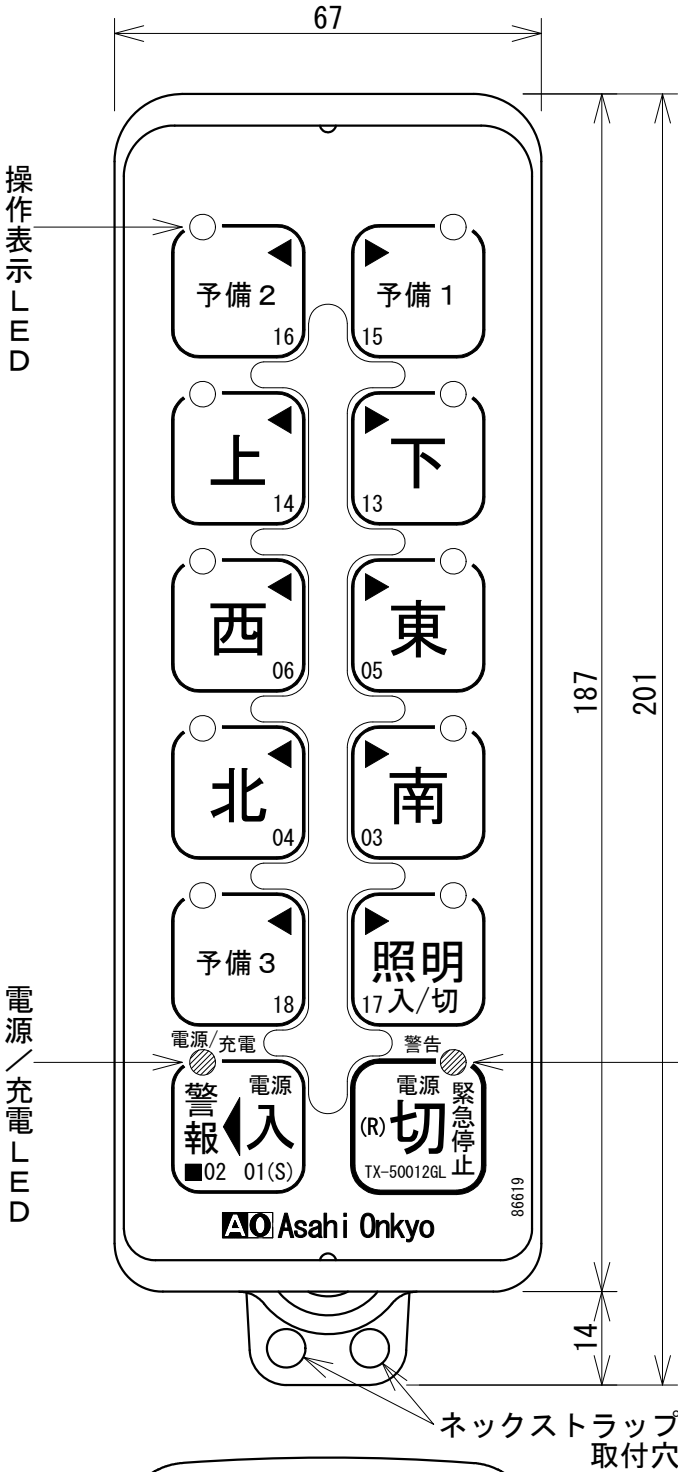 67
操作表示LED
予備2
16
予備1
15
上
14
下
13
西
06
東
05
187
201
北
04
南
03
予備3
18
照明
17入/切
電源/充電LED
電源/充電
警告
警報
電源
入
■02 01(S)
電源
(R)切
緊急停止
TX-50012GL
86619
AO Asahi Onkyo
14
ネックストラップ
取付穴